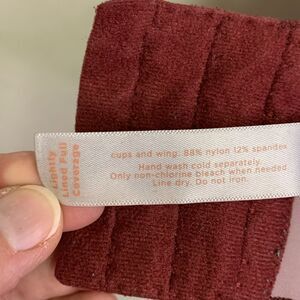 Lightly
Lined Full
Coverage
cups and wing: 88% nylon 12% spandex
Hand wash cold separately.
Only non-chlorine bleach when needed
Line dry. Do not iron.